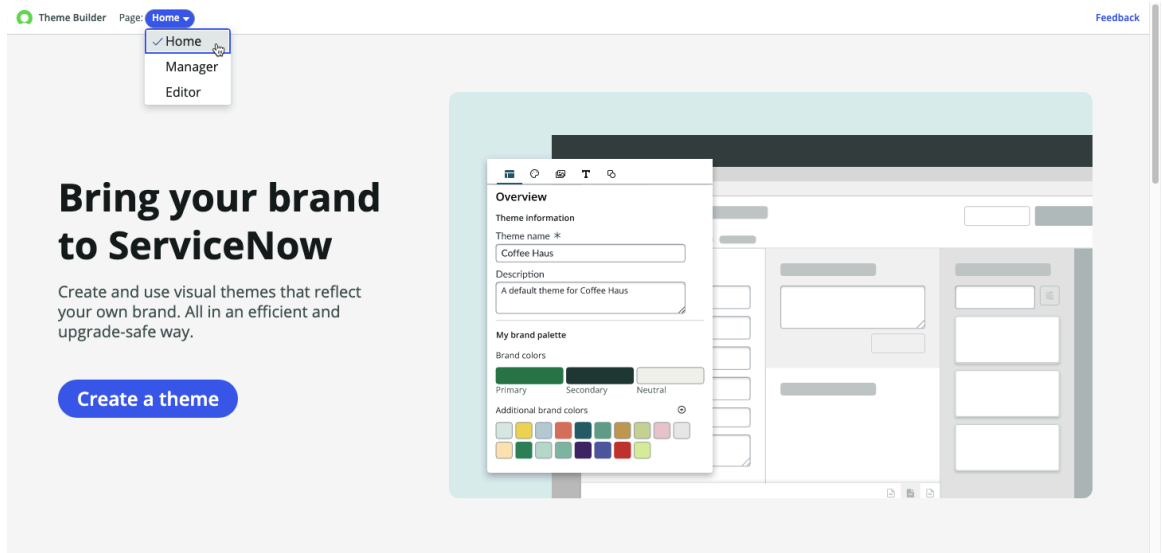 Theme Builder Page: Home Feedback
Home
Manager
Editor
Bring your brand
to ServiceNow
Create and use visual themes that reflect
your own brand. All in an efficient and
upgrade-safe way.
Create a theme
Overview
Theme information
Theme name *
Coffee Haus
Description
A default theme for Coffee Haus
My brand palette
Brand colors
Primary Secondary Neutral
Additional brand colors